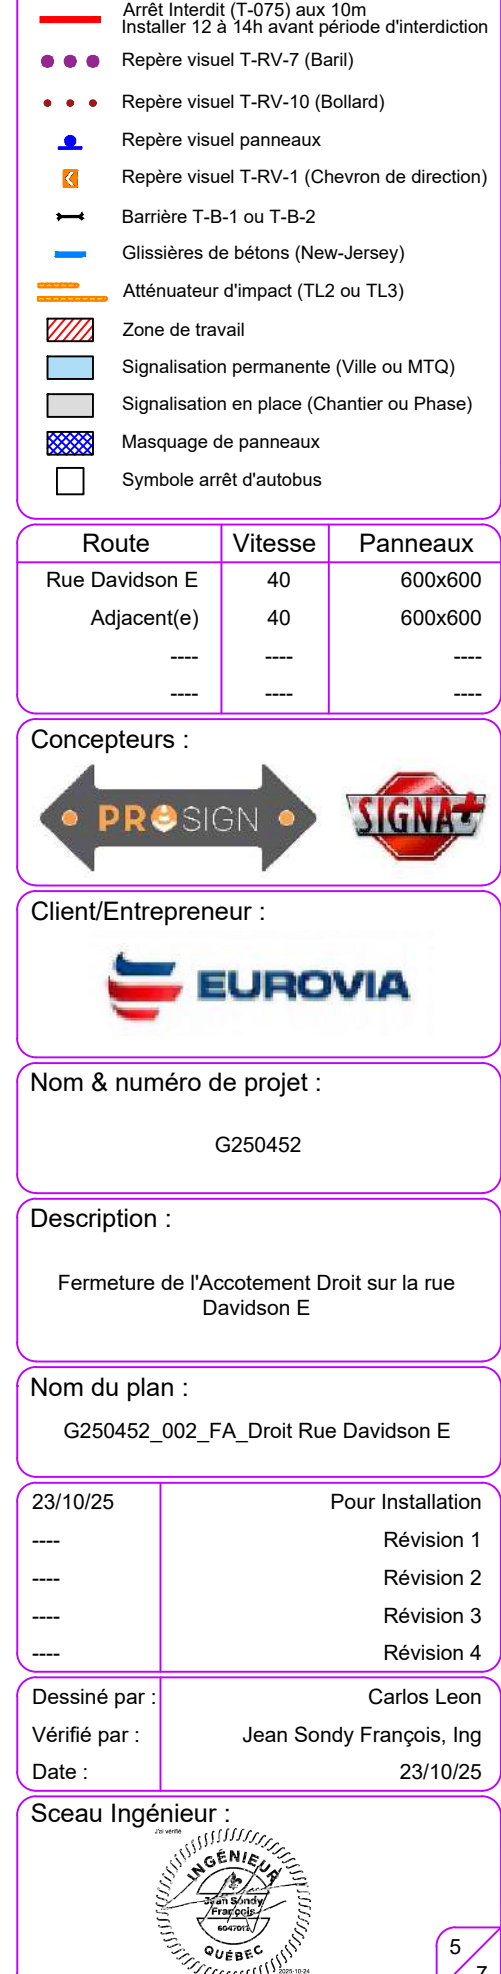 Arrêt Interdit (T-075) aux 10m
Installer 12 à 14h avant période d'interdiction
Repère visuel T-RV-7 (Baril)
Repère visuel T-RV-10 (Bollard)
Repère visuel panneaux
Repère visuel T-RV-1 (Chevron de direction)
Barrière T-B-1 ou T-B-2
Glissières de bétons (New-Jersey)
Atténuateur d'impact (TL2 ou TL3)
Zone de travail
Signalisation permanente (Ville ou MTQ)
Signalisation en place (Chantier ou Phase)
Masquage de panneaux
Symbole arrêt d'autobus
Route Vitesse Panneaux
Rue Davidson E 40 600x600
Adjacent(e) 40 600x600
---- ---- ----
---- ---- ----
Concepteurs :
PROSIGN SIGNA+
Client/Entrepreneur :
EUROVIA
Nom & numéro de projet :
G250452
Description :
Fermeture de l'Accotement Droit sur la rue
Davidson E
Nom du plan :
G250452_002_FA_Droit Rue Davidson E
23/10/25 Pour Installation
---- Révision 1
---- Révision 2
---- Révision 3
---- Révision 4
Dessiné par : Carlos Leon
Vérifié par : Jean Sondy François, Ing
Date : 23/10/25
Sceau Ingénieur :
J'ai vérifié
INGÉNIEUR
Jean Sondy
François
QUÉBEC
2025-10-24
5
7